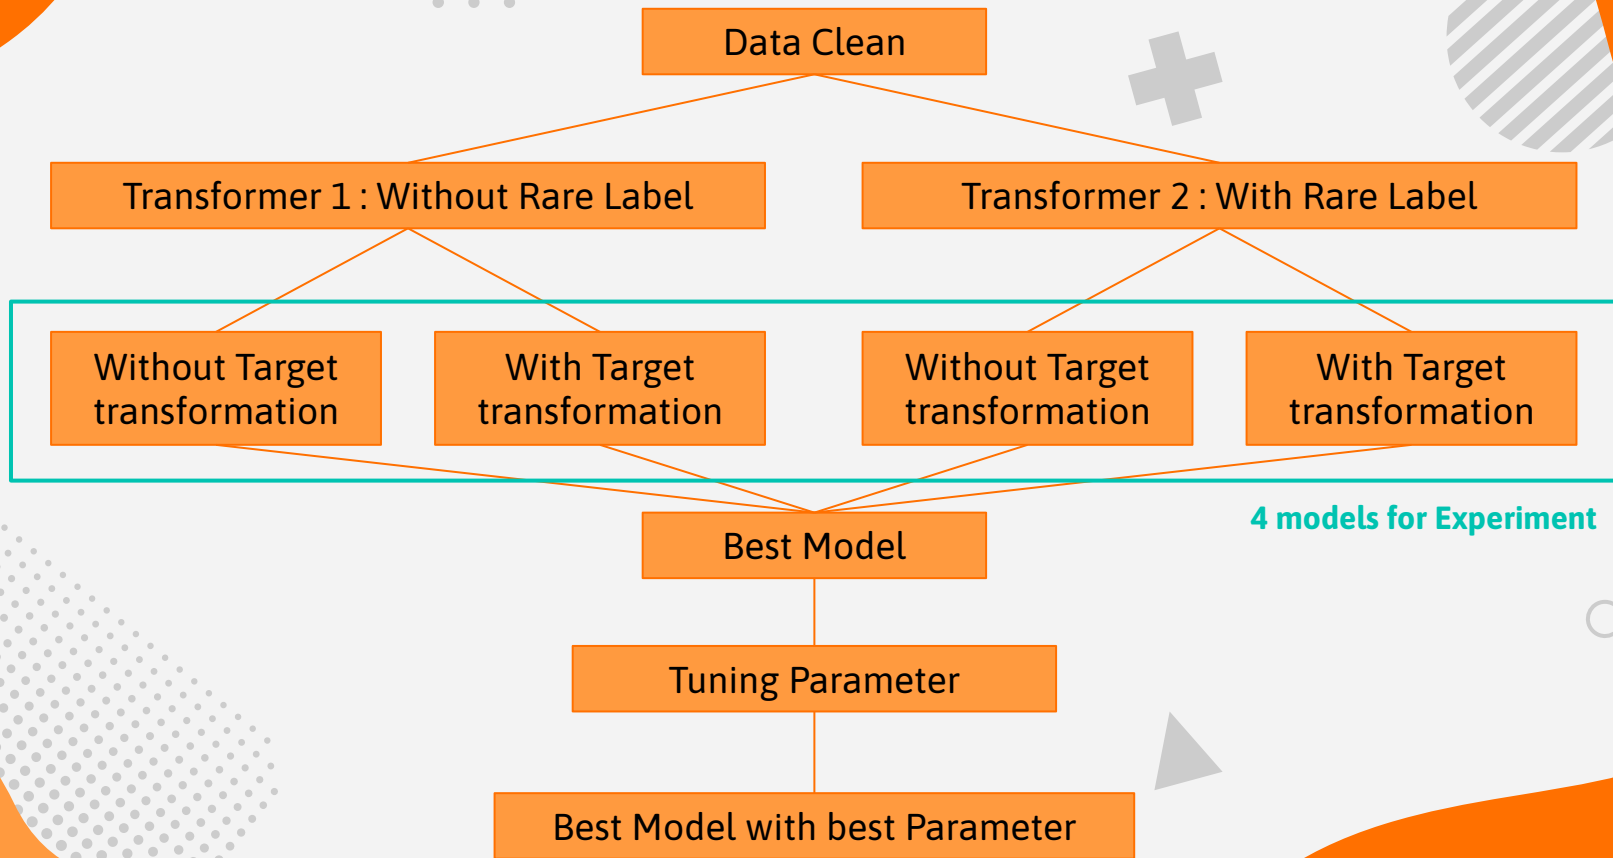 Data Clean
Transformer 1 : Without Rare Label
Transformer 2 : With Rare Label
Without Target
transformation
With Target
transformation
Without Target
transformation
With Target
transformation
4 models for Experiment
Best Model
Tuning Parameter
Best Model with best Parameter